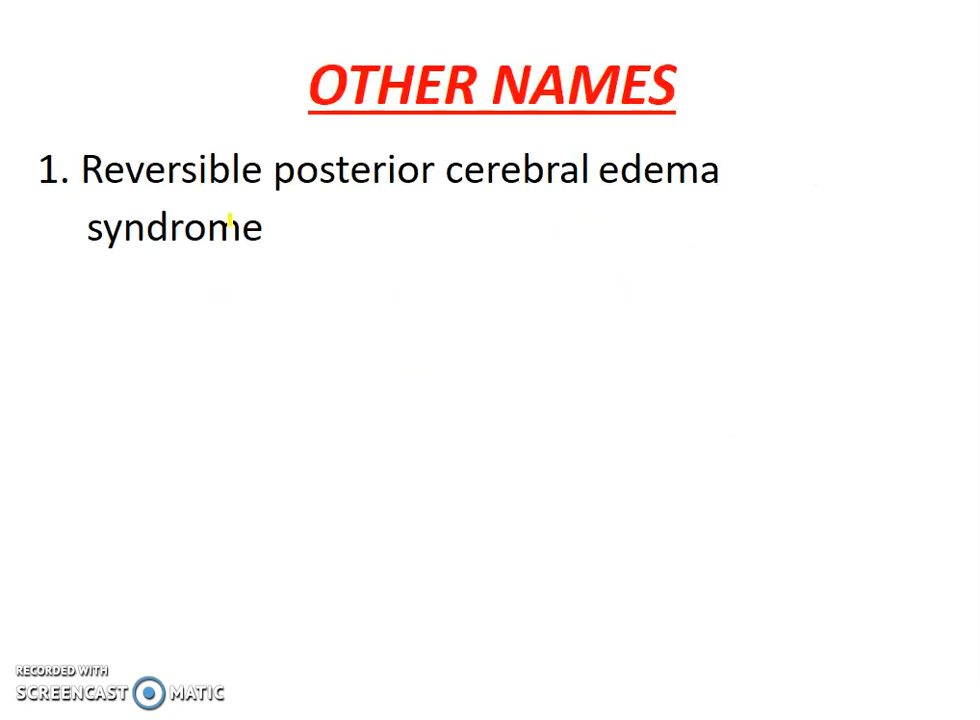 OTHER NAMES
1. Reversible posterior cerebral edema
syndrome
RECORDED WITH
SCREENCAST MATIC